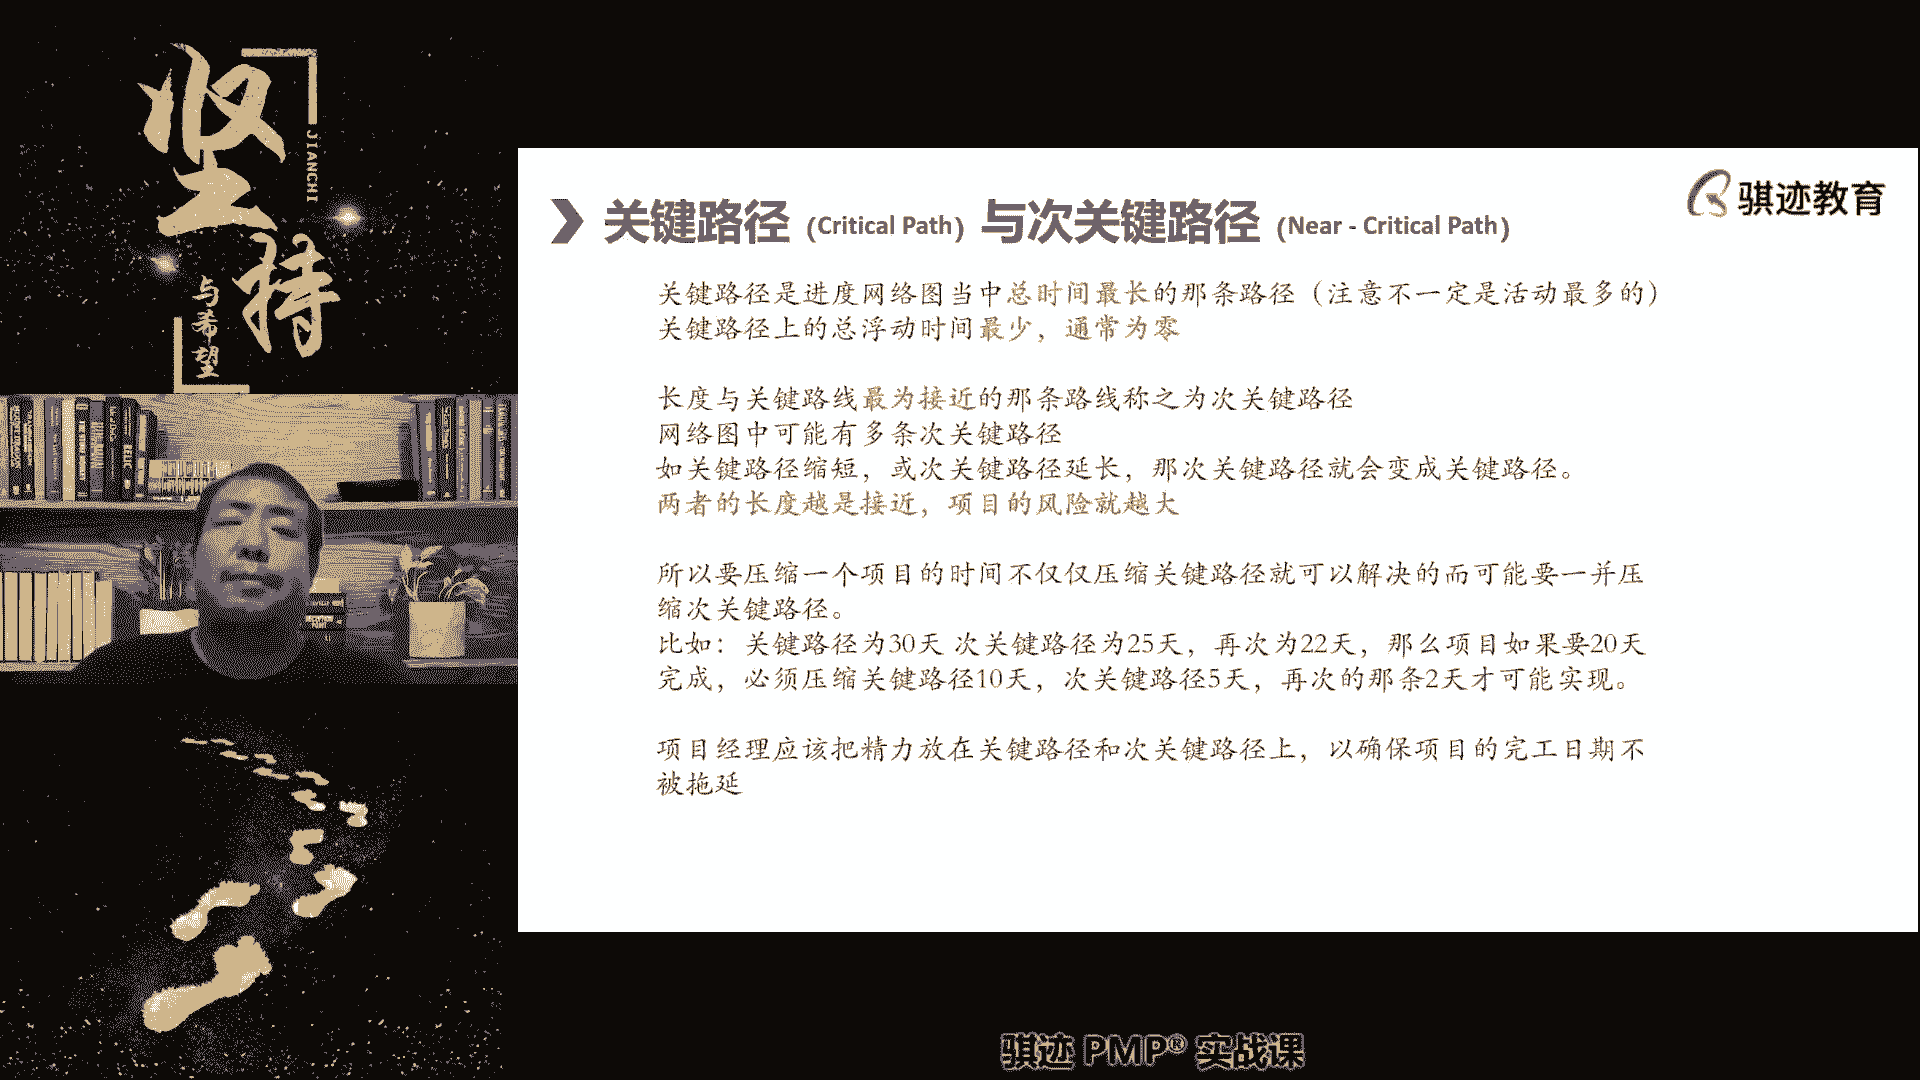 坚持
JIANCHI
与希望
骐迹教育
关键路径 (Critical Path) 与次关键路径 (Near - Critical Path)
关键路径是进度网络图当中总时间最长的那条路径（注意不一定是活动最多的）
关键路径上的总浮动时间最少，通常为零
长度与关键路线最为接近的那条路线称之为次关键路径
网络图中可能有多条次关键路径
如关键路径缩短，或次关键路径延长，那次关键路径就会变成关键路径。
两者的长度越是接近，项目的风险就越大
所以要压缩一个项目的时间不仅仅压缩关键路径就可以解决的而可能要一并压
缩次关键路径。
比如：关键路径为30天 次关键路径为25天，再次为22天，那么项目如果要20天
完成，必须压缩关键路径10天，次关键路径5天，再次的那条2天才可能实现。
项目经理应该把精力放在关键路径和次关键路径上，以确保项目的完工日期不
被拖延
骐迹 PMP® 实战课